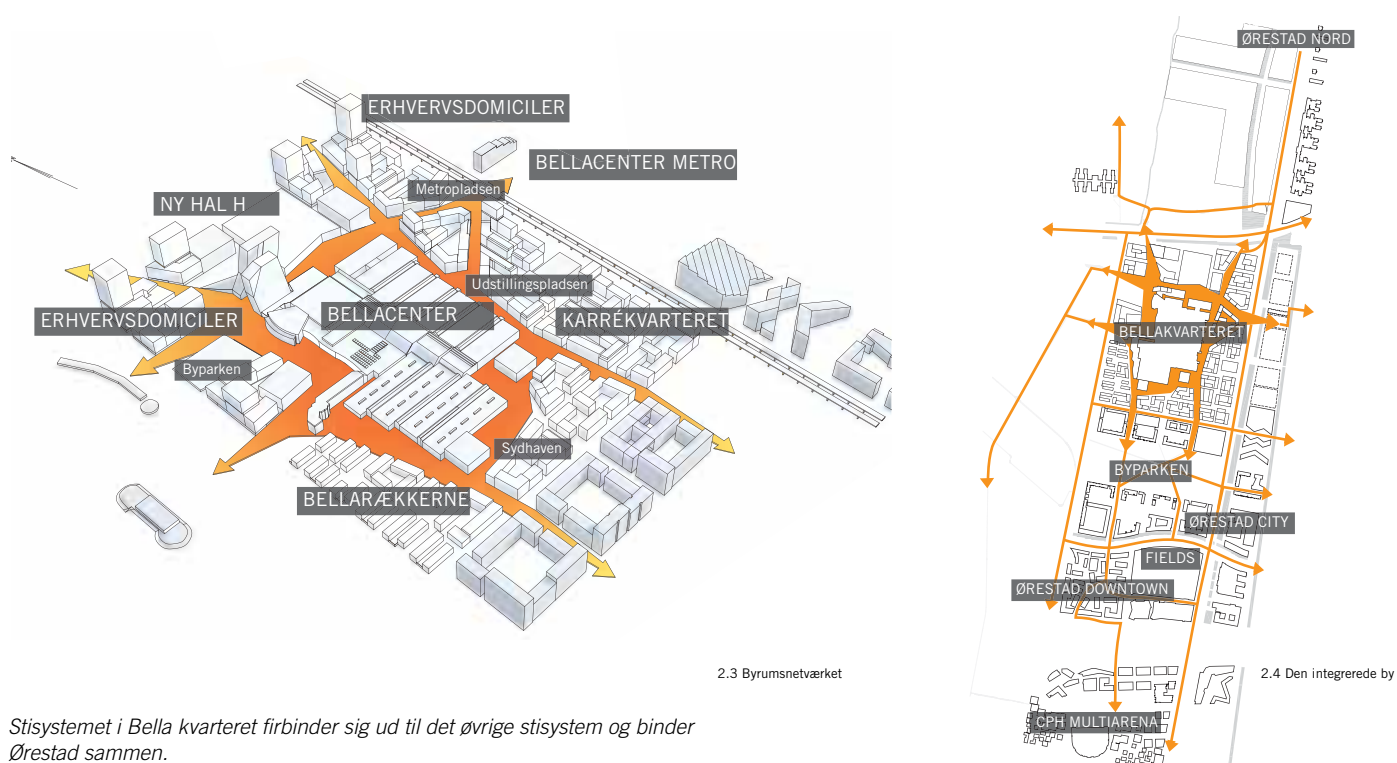 ERHVERVSDOMICILER
BELLACENTER METRO
Metropladsen
NY HAL H
Udstillingspladsen
BELLACENTER
KARRÉKVARTERET
ERHVERVSDOMICILER
Byparken
Sydhaven
BELLARÆKKERNE
2.3 Byrumsnetværket
Stisystemet i Bella kvarteret firbinder sig ud til det øvrige stisystem og binder
Ørestad sammen.
ØRESTAD NORD
BELLAKVARTERET
BYPARKEN
ØRESTAD CITY
FIELDS
ØRESTAD DOWNTOWN
CPH MULTIARENA
2.4 Den integrerede by